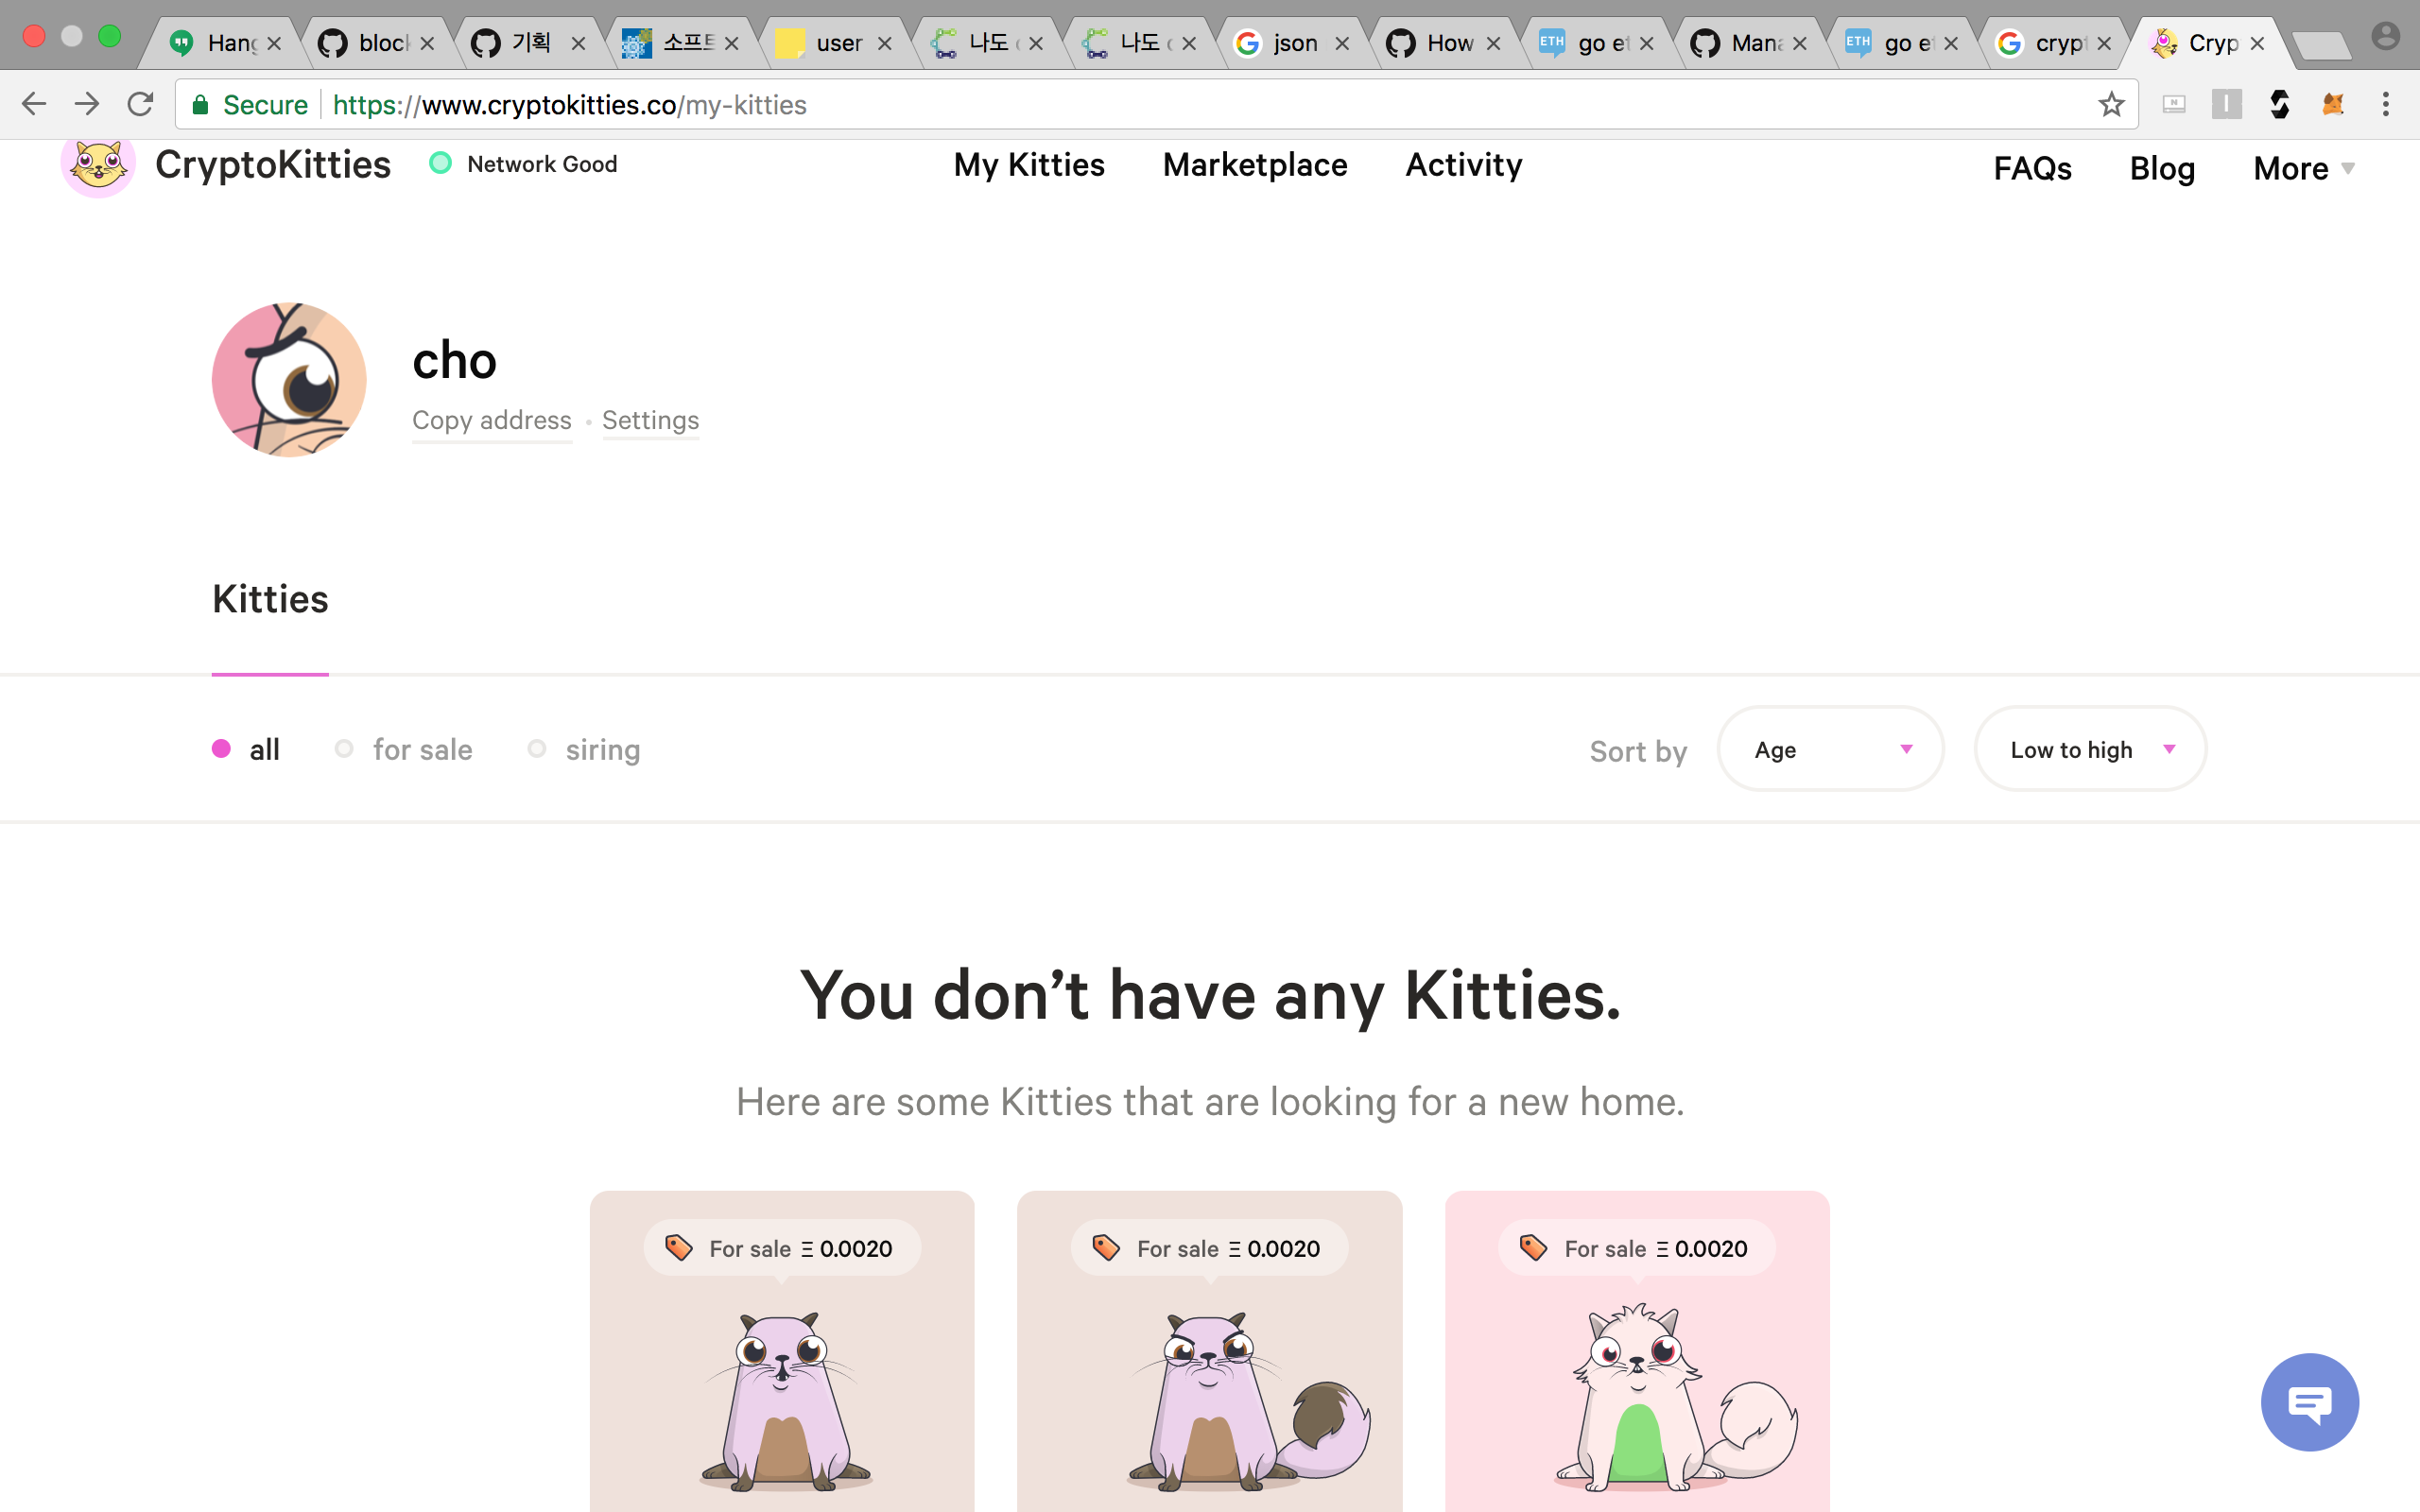 Hang block 기획 소프트 user 나도 나도 json How go et Mana go et crypt Cryp
Secure https://www.cryptokitties.co/my-kitties
CryptoKitties Network Good My Kitties Marketplace Activity FAQs Blog More
cho
Copy address • Settings
Kitties
all for sale siring Sort by Age Low to high
You don’t have any Kitties.
Here are some Kitties that are looking for a new home.
For sale Ξ 0.0020 For sale Ξ 0.0020 For sale Ξ 0.0020